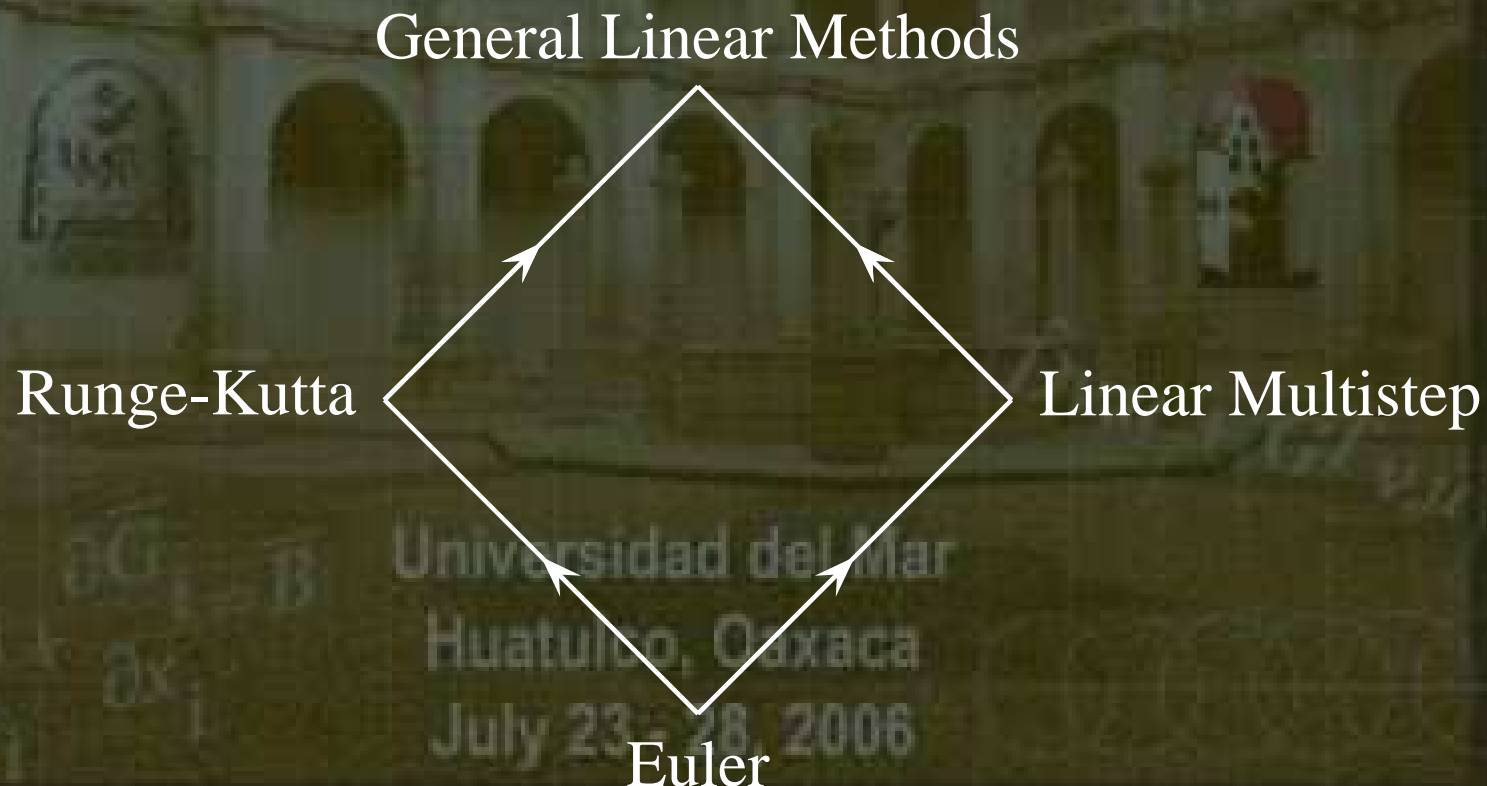 General Linear Methods
Runge-Kutta
Linear Multistep
Universidad del Mar
Huatulco, Oaxaca
July 23 - 28, 2006
Euler